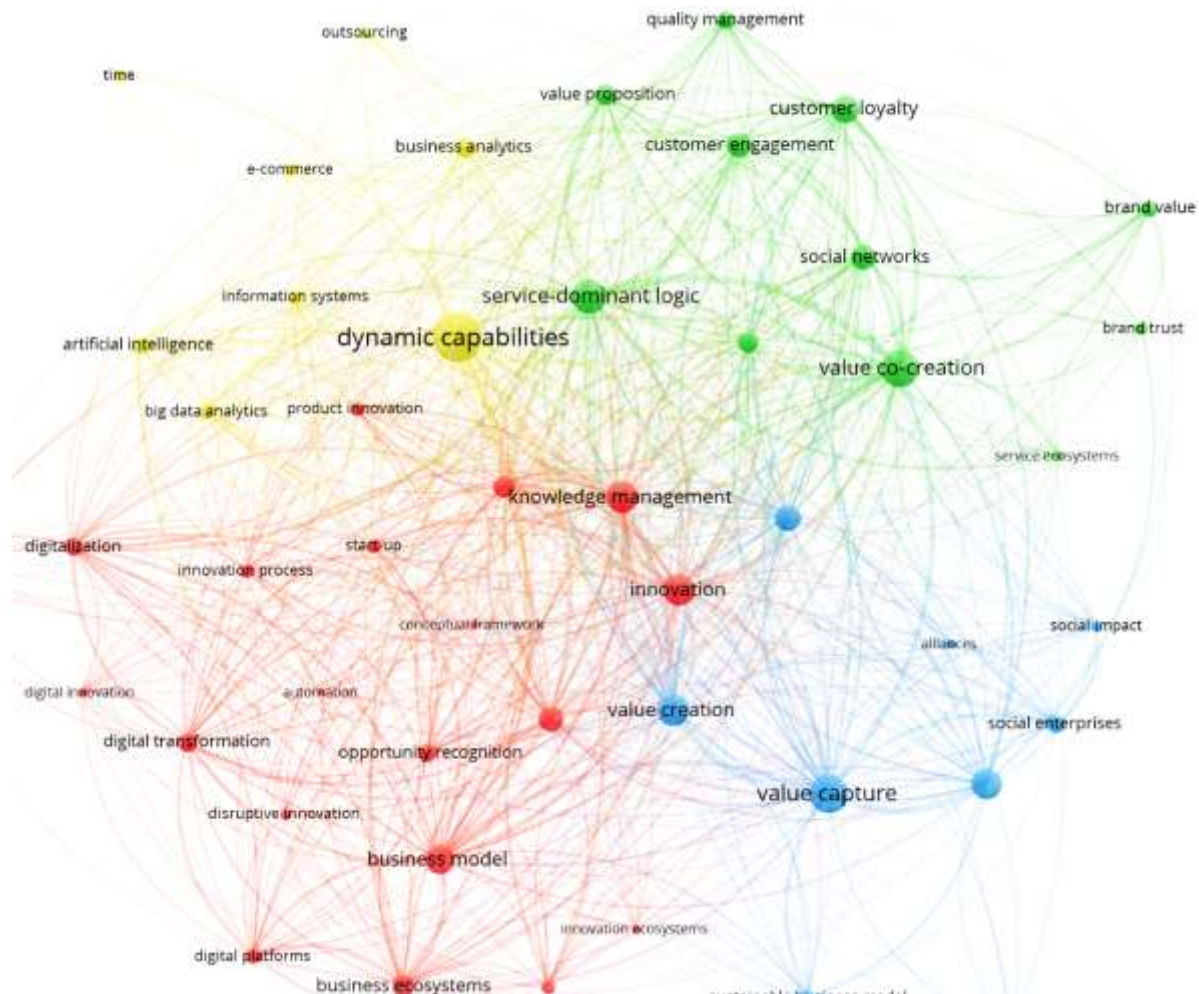 quality management
outsourcing
time
value proposition
customer loyalty
business analytics
customer engagement
e-commerce
brand value
social networks
information systems
service-dominant logic
brand trust
dynamic capabilities
artificial intelligence
value co-creation
big data analytics
product innovation
service ecosystems
knowledge management
digitalization
start-up
innovation process
innovation
conceptual framework
social impact
alliances
digital innovation
automation
value creation
social enterprises
digital transformation
opportunity recognition
value capture
disruptive innovation
business model
innovation ecosystems
digital platforms
business ecosystems
sustainable business model